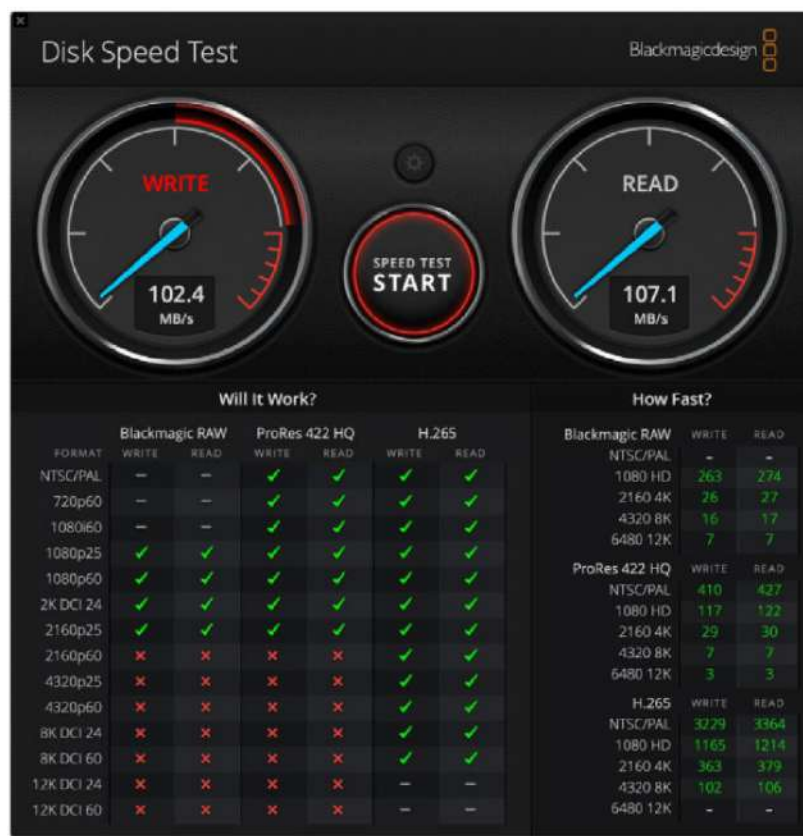 Disk Speed Test
Blackmagicdesign
WRITE
102.4
MB/s
SPEED TEST
START
READ
107.1
MB/s
Will It Work?
Blackmagic RAW ProRes 422 HQ H.265
FORMAT WRITE READ WRITE READ WRITE READ
NTSC/PAL – – ✓ ✓ ✓ ✓
720p60 – – ✓ ✓ ✓ ✓
1080i60 – – ✓ ✓ ✓ ✓
1080p25 ✓ ✓ ✓ ✓ ✓ ✓
1080p60 ✓ ✓ ✓ ✓ ✓ ✓
2K DCI 24 ✓ ✓ ✓ ✓ ✓ ✓
2160p25 ✓ ✓ ✓ ✓ ✓ ✓
2160p60 × × × × ✓ ✓
4320p25 × × × × ✓ ✓
4320p60 × × × × ✓ ✓
8K DCI 24 × × × × ✓ ✓
8K DCI 60 × × × × ✓ ✓
12K DCI 24 × × × × – –
12K DCI 60 × × × × – –
How Fast?
Blackmagic RAW WRITE READ
NTSC/PAL - -
1080 HD 263 274
2160 4K 26 27
4320 8K 16 17
6480 12K 7 7
ProRes 422 HQ WRITE READ
NTSC/PAL 410 427
1080 HD 117 122
2160 4K 29 30
4320 8K 7 7
6480 12K 3 3
H.265 WRITE READ
NTSC/PAL 3229 3364
1080 HD 1165 1214
2160 4K 363 379
4320 8K 102 106
6480 12K - -